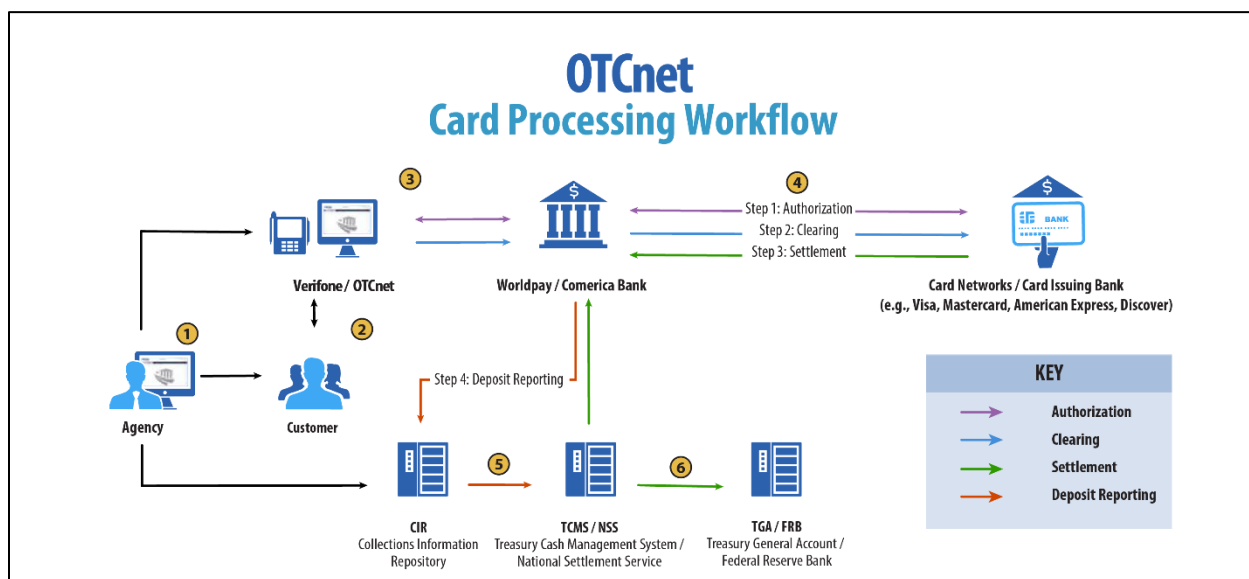 OTCnet
Card Processing Workflow
3
4
Step 1: Authorization
Step 2: Clearing
Step 3: Settlement
BANK
Verifone / OTCnet
Worldpay / Comerica Bank
Card Networks / Card Issuing Bank
(e.g., Visa, Mastercard, American Express, Discover)
1
2
Step 4: Deposit Reporting
Agency
Customer
KEY
Authorization
Clearing
Settlement
Deposit Reporting
5
6
CIR
Collections Information
Repository
TCMS / NSS
Treasury Cash Management System /
National Settlement Service
TGA / FRB
Treasury General Account /
Federal Reserve Bank